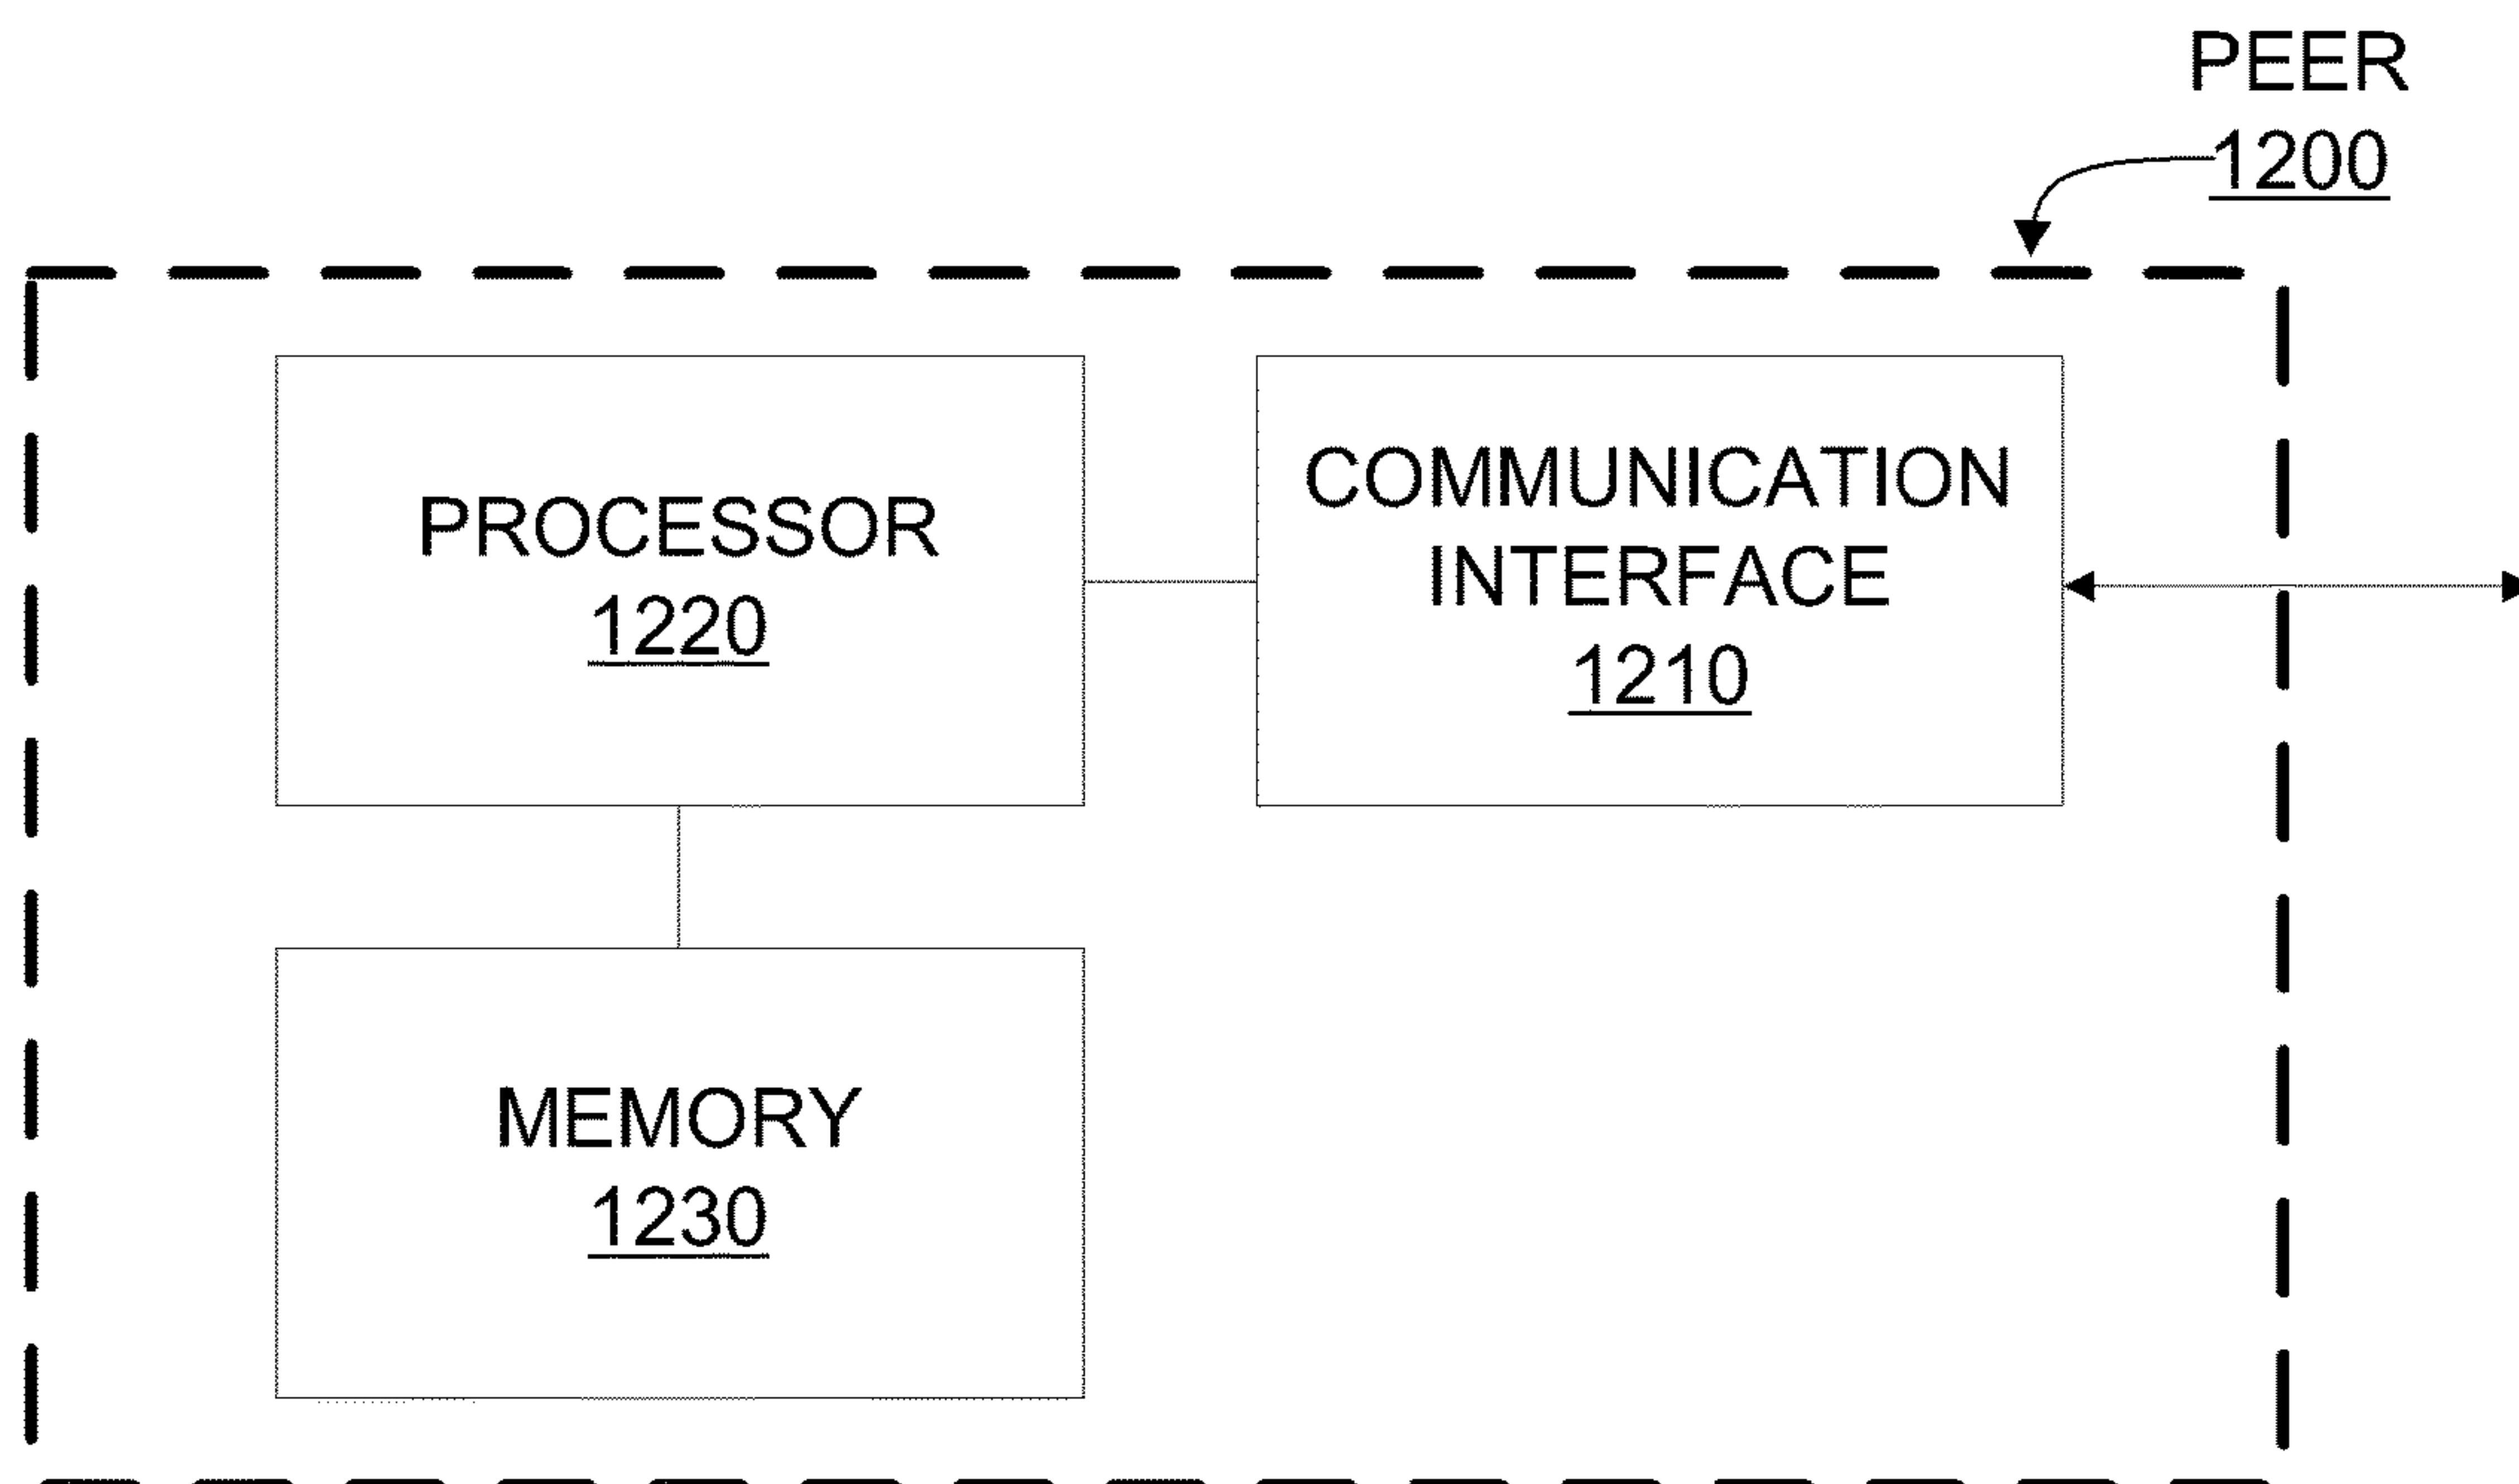 PEER
1200
PROCESSOR
1220
COMMUNICATION
INTERFACE
1210
MEMORY
1230